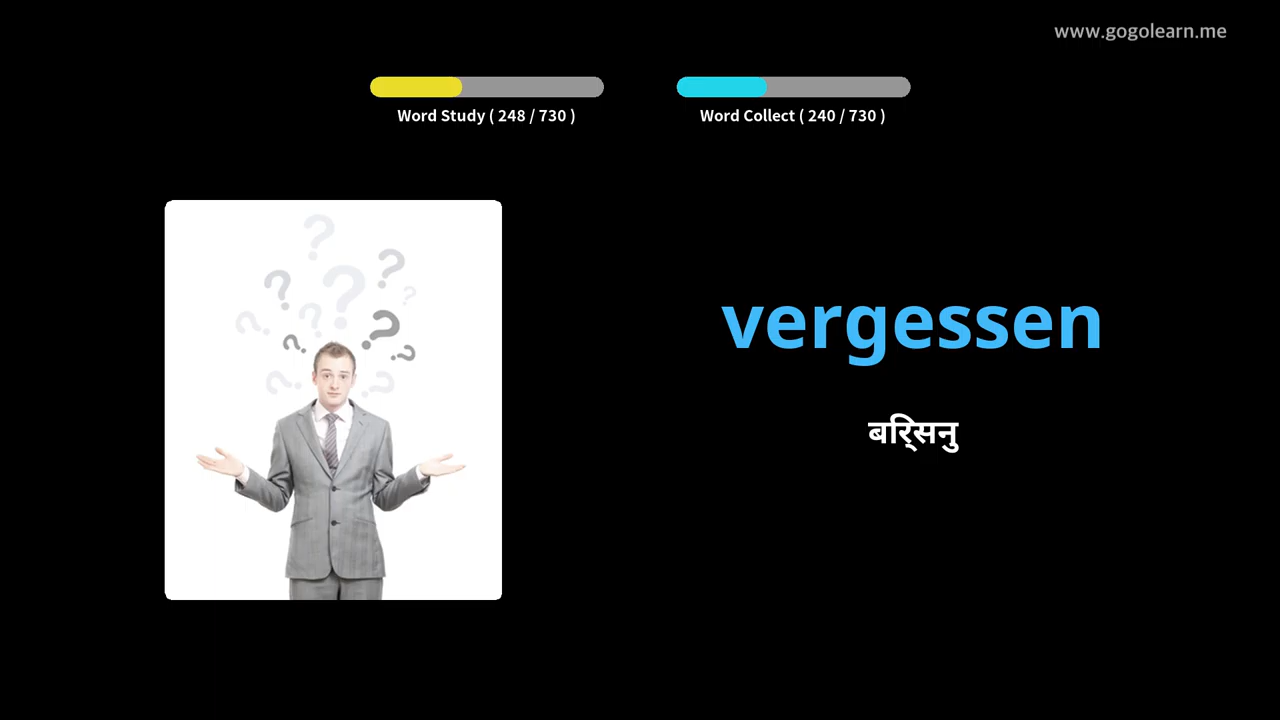 www.gogolearn.me
Word Study ( 248 / 730 )
Word Collect ( 240 / 730 )
vergessen
बिर्सनु